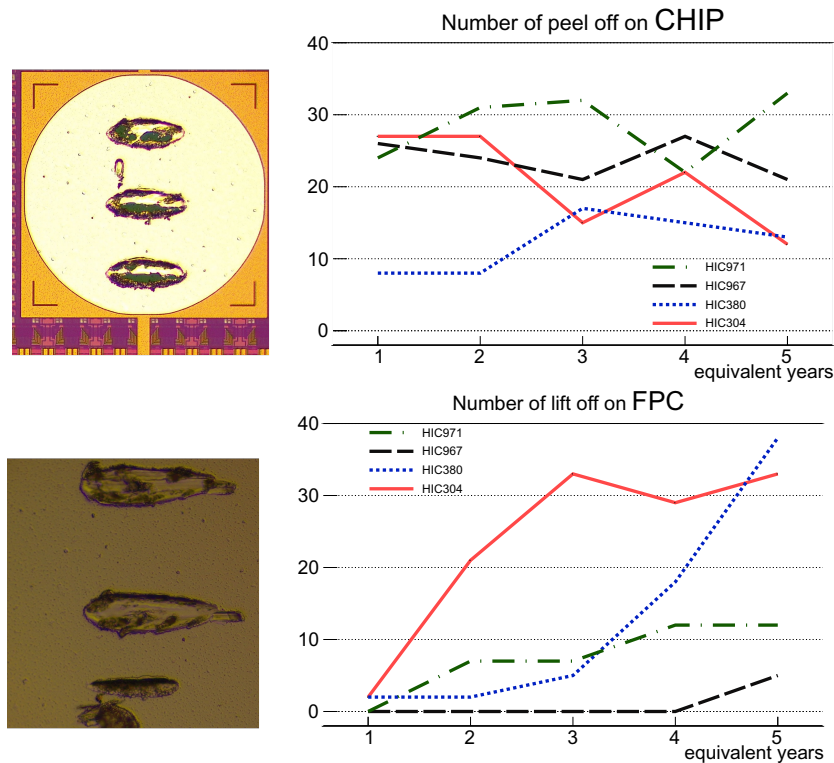 Number of peel off on CHIP
40
30
20
10
0
HIC971
HIC967
HIC380
HIC304
1 2 3 4 5
equivalent years
Number of lift off on FPC
40
30
20
10
0
HIC971
HIC967
HIC380
HIC304
1 2 3 4 5
equivalent years